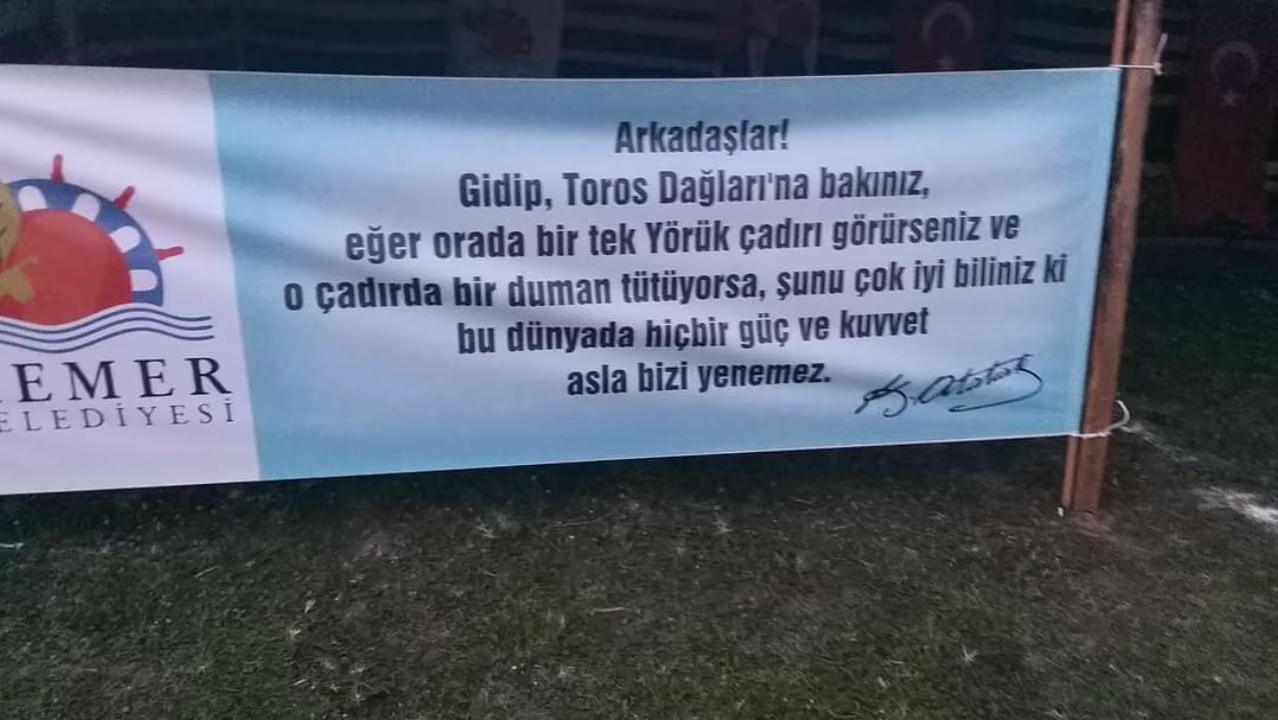 Arkadaşlar!
Gidip, Toros Dağları'na bakınız,
eğer orada bir tek Yörük çadırı görürseniz ve
o çadırda bir duman tütüyorsa, şunu çok iyi biliniz ki
bu dünyada hiçbir güç ve kuvvet
asla bizi yenemez.
K. Atatürk
EMER
ELEDİYESİ